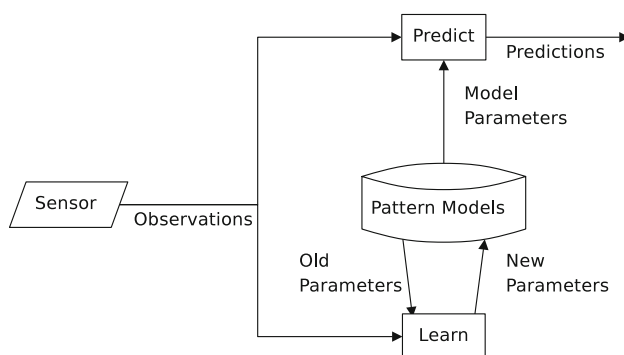 Predict
Predictions
Model
Parameters
Sensor
Observations
Pattern Models
Old
Parameters
New
Parameters
Learn